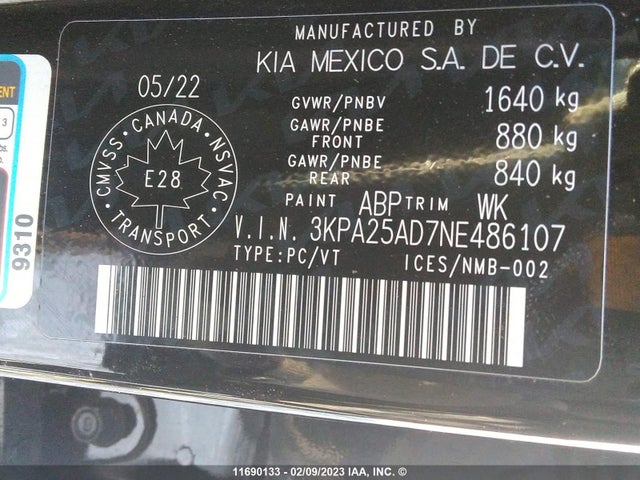 MANUFACTURED BY
KIA MEXICO S.A. DE C.V.
05/22
GVWR/PNBV 1640 kg
GAWR/PNBE FRONT 880 kg
GAWR/PNBE REAR 840 kg
CMVSS · CANADA · NSVAC
E28
TRANSPORT
PAINT ABP TRIM WK
V.I.N. 3KPA25AD7NE486107
TYPE:PC/VT ICES/NMB-002
ENT
3
9310
11690133 - 02/09/2023 IAA, INC. ©